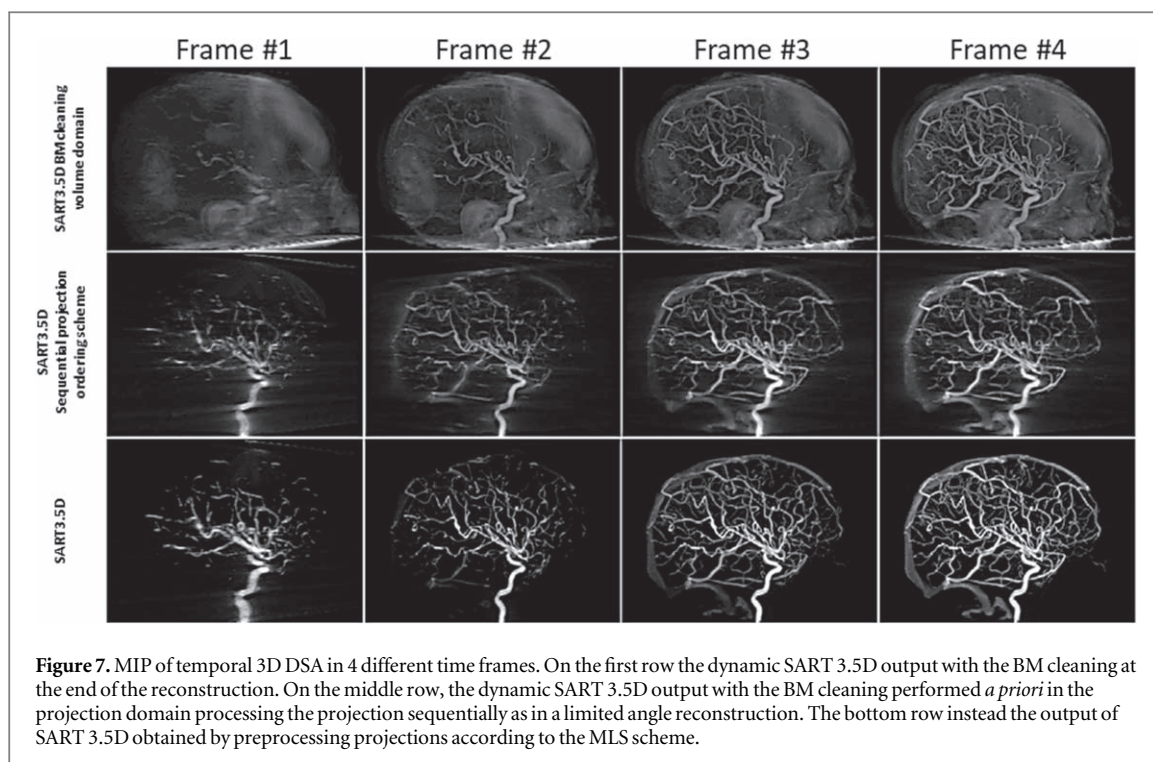 Frame #1 Frame #2 Frame #3 Frame #4
SART3.5D BM cleaning
volume domain
SART3.5D
Sequential projection
ordering scheme
SART3.5D
Figure 7. MIP of temporal 3D DSA in 4 different time frames. On the first row the dynamic SART 3.5D output with the BM cleaning at
the end of the reconstruction. On the middle row, the dynamic SART 3.5D output with the BM cleaning performed a priori in the
projection domain processing the projection sequentially as in a limited angle reconstruction. The bottom row instead the output of
SART 3.5D obtained by preprocessing projections according to the MLS scheme.